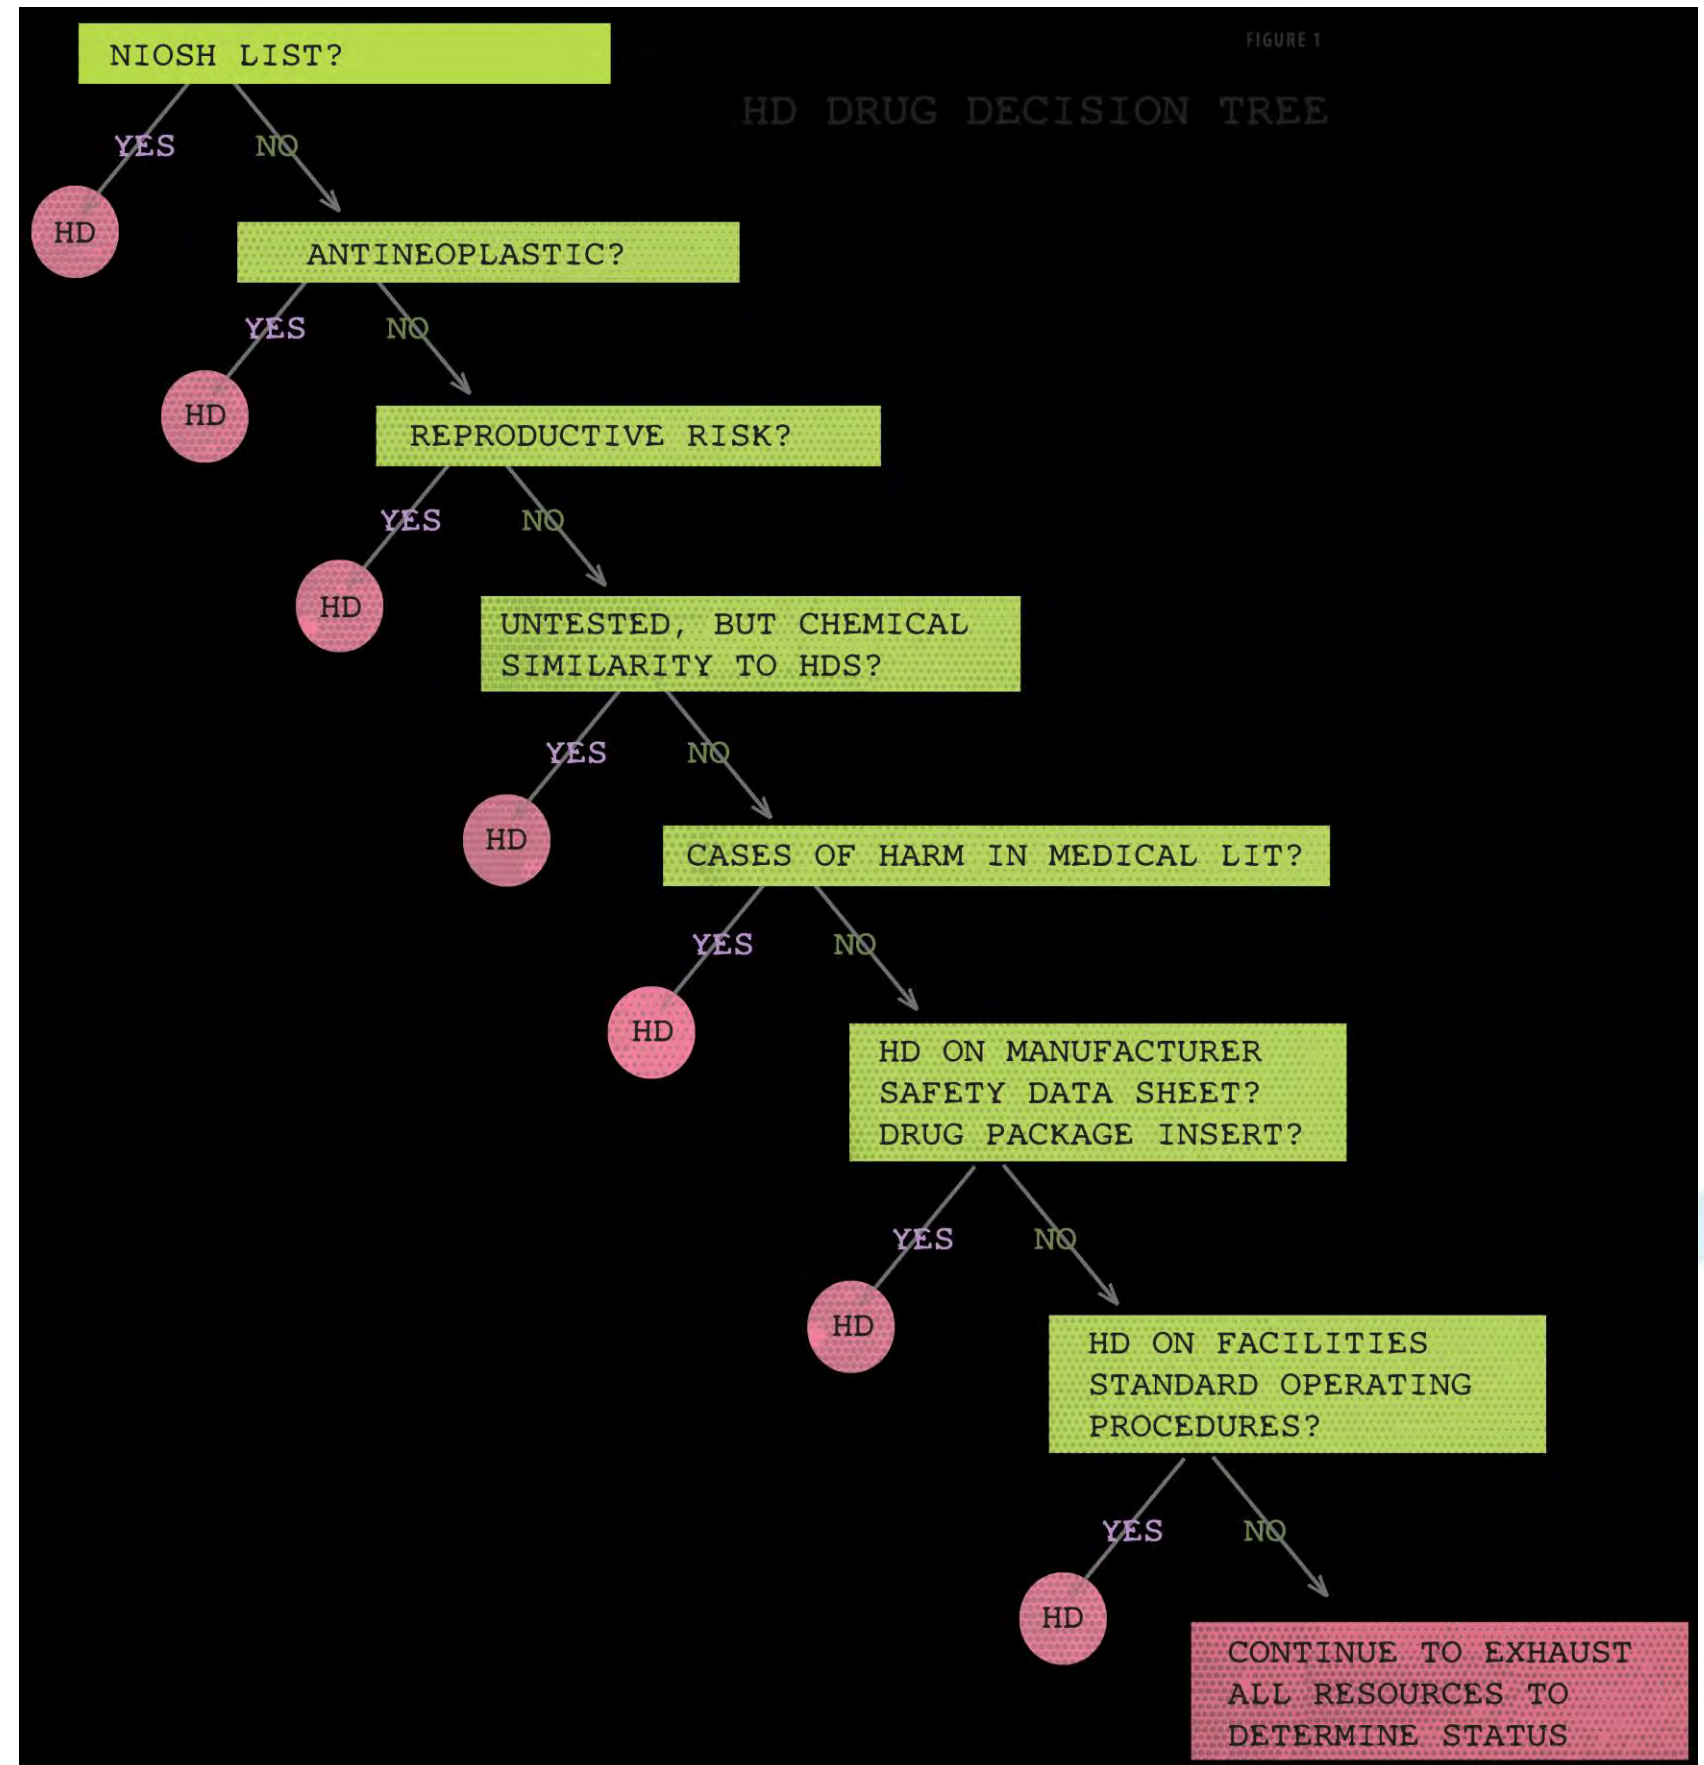 FIGURE 1
HD DRUG DECISION TREE
NIOSH LIST?
YES
NO
HD
ANTINEOPLASTIC?
YES
NO
HD
REPRODUCTIVE RISK?
YES
NO
HD
UNTESTED, BUT CHEMICAL
SIMILARITY TO HDS?
YES
NO
HD
CASES OF HARM IN MEDICAL LIT?
YES
NO
HD
HD ON MANUFACTURER
SAFETY DATA SHEET?
DRUG PACKAGE INSERT?
YES
NO
HD
HD ON FACILITIES
STANDARD OPERATING
PROCEDURES?
YES
NO
HD
CONTINUE TO EXHAUST
ALL RESOURCES TO
DETERMINE STATUS